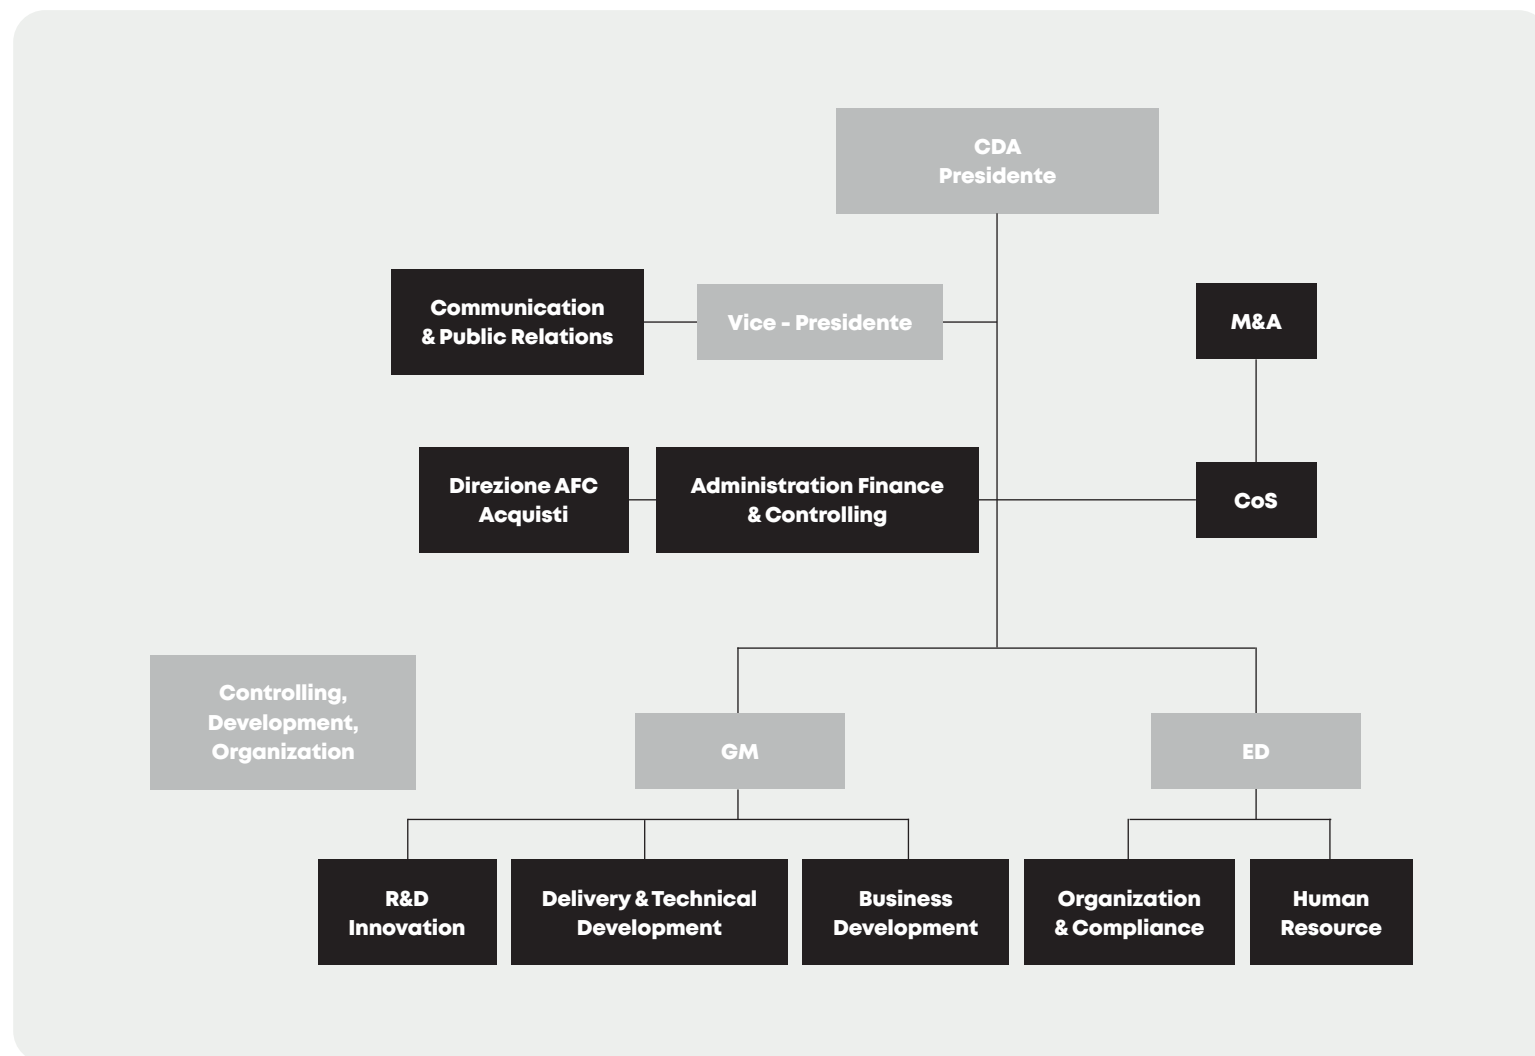 CDA
Presidente
Communication
& Public Relations
Vice - Presidente
M&A
Direzione AFC
Acquisti
Administration Finance
& Controlling
CoS
Controlling,
Development,
Organization
GM
ED
R&D
Innovation
Delivery & Technical
Development
Business
Development
Organization
& Compliance
Human
Resource